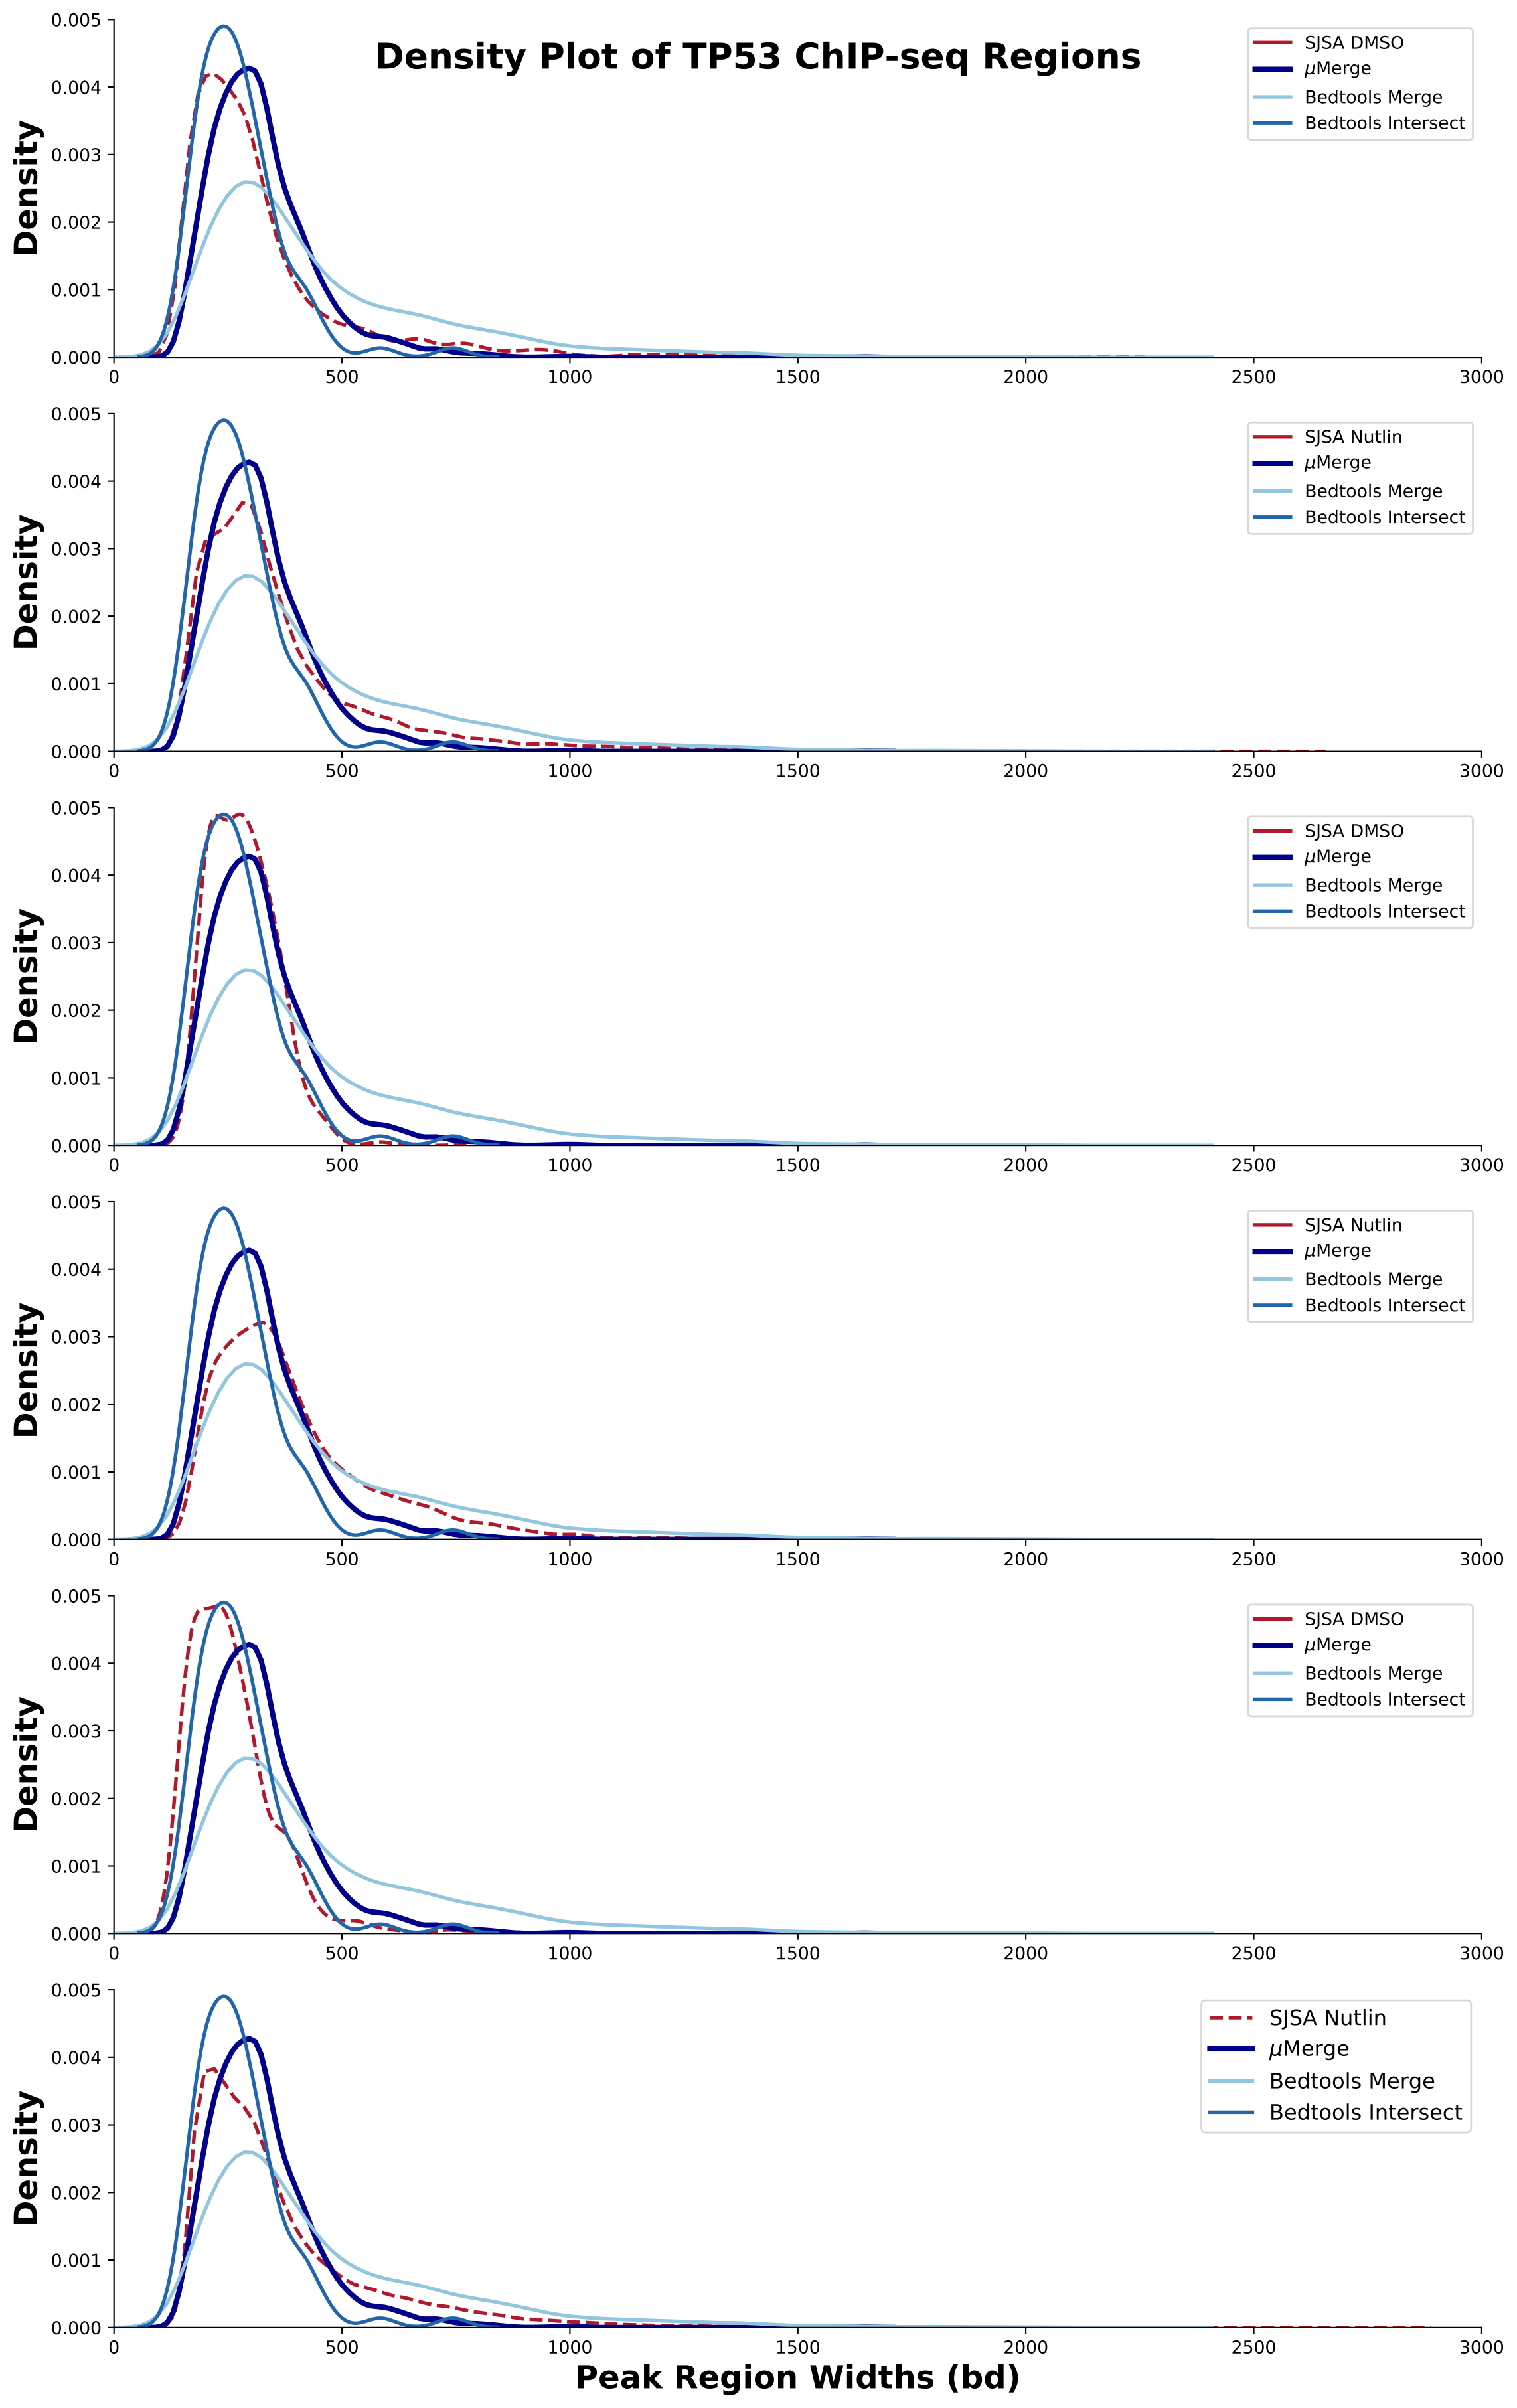 Density Plot of TP53 ChIP-seq Regions
SJSA DMSO
μMerge
Bedtools Merge
Bedtools Intersect
Density
0.005
0.004
0.003
0.002
0.001
0.000
0 500 1000 1500 2000 2500 3000
SJSA Nutlin
μMerge
Bedtools Merge
Bedtools Intersect
Density
0.005
0.004
0.003
0.002
0.001
0.000
0 500 1000 1500 2000 2500 3000
SJSA DMSO
μMerge
Bedtools Merge
Bedtools Intersect
Density
0.005
0.004
0.003
0.002
0.001
0.000
0 500 1000 1500 2000 2500 3000
SJSA Nutlin
μMerge
Bedtools Merge
Bedtools Intersect
Density
0.005
0.004
0.003
0.002
0.001
0.000
0 500 1000 1500 2000 2500 3000
SJSA DMSO
μMerge
Bedtools Merge
Bedtools Intersect
Density
0.005
0.004
0.003
0.002
0.001
0.000
0 500 1000 1500 2000 2500 3000
SJSA Nutlin
μMerge
Bedtools Merge
Bedtools Intersect
Density
0.005
0.004
0.003
0.002
0.001
0.000
0 500 1000 1500 2000 2500 3000
Peak Region Widths (bd)